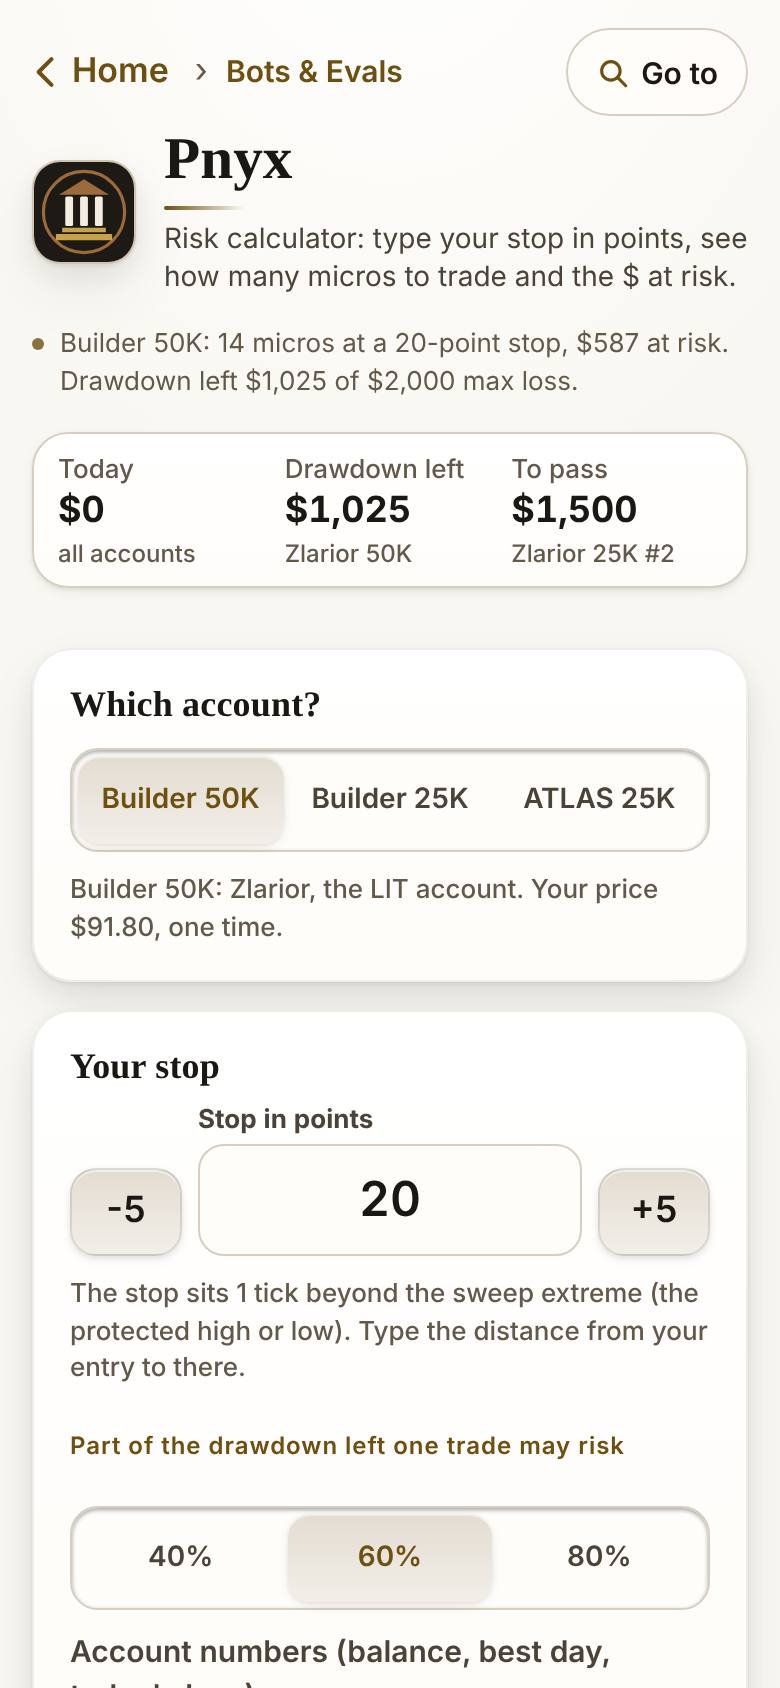 Home › Bots & Evals
Go to
Pnyx
Risk calculator: type your stop in points, see
how many micros to trade and the $ at risk.
Builder 50K: 14 micros at a 20-point stop, $587 at risk.
Drawdown left $1,025 of $2,000 max loss.
Today Drawdown left To pass
$0 $1,025 $1,500
all accounts Zlarior 50K Zlarior 25K #2
Which account?
Builder 50K Builder 25K ATLAS 25K
Builder 50K: Zlarior, the LIT account. Your price
$91.80, one time.
Your stop
Stop in points
-5 20 +5
The stop sits 1 tick beyond the sweep extreme (the
protected high or low). Type the distance from your
entry to there.
Part of the drawdown left one trade may risk
40% 60% 80%
Account numbers (balance, best day,